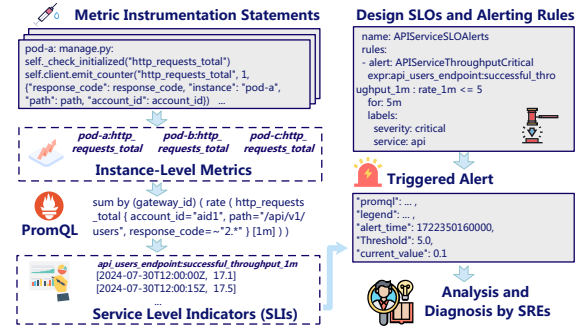 Metric Instrumentation Statements
pod-a: manage.py:
self._check_initialized("http_requests_total")
self.client.emit_counter("http_requests_total", 1,
{"response_code": response_code, "instance": "pod-a",
"path": path, "account_id": account_id}) ...
pod-a:http_ pod-b:http_ pod-c:http_
requests_total requests_total requests_total
Instance-Level Metrics
PromQL
sum by (gateway_id) ( rate ( http_requests
_total { account_id="aid1", path="/api/v1/
users", response_code=~"2.*" } [1m] ) )
api_users_endpoint:successful_throughput_1m
[2024-07-30T12:00:00Z, 17.1]
[2024-07-30T12:00:15Z, 17.5]
...
Service Level Indicators (SLIs)
Design SLOs and Alerting Rules
name: APIServiceSLOAlerts
rules:
- alert: APIServiceThroughputCritical
expr:api_users_endpoint:successful_thro
ughput_1m : rate_1m <= 5
for: 5m
labels:
severity: critical
service: api
Triggered Alert
"promql": ... ,
"legend": ... ,
"alert_time": 1722350160000,
"Threshold": 5.0,
"current_value": 0.1
Analysis and
Diagnosis by SREs